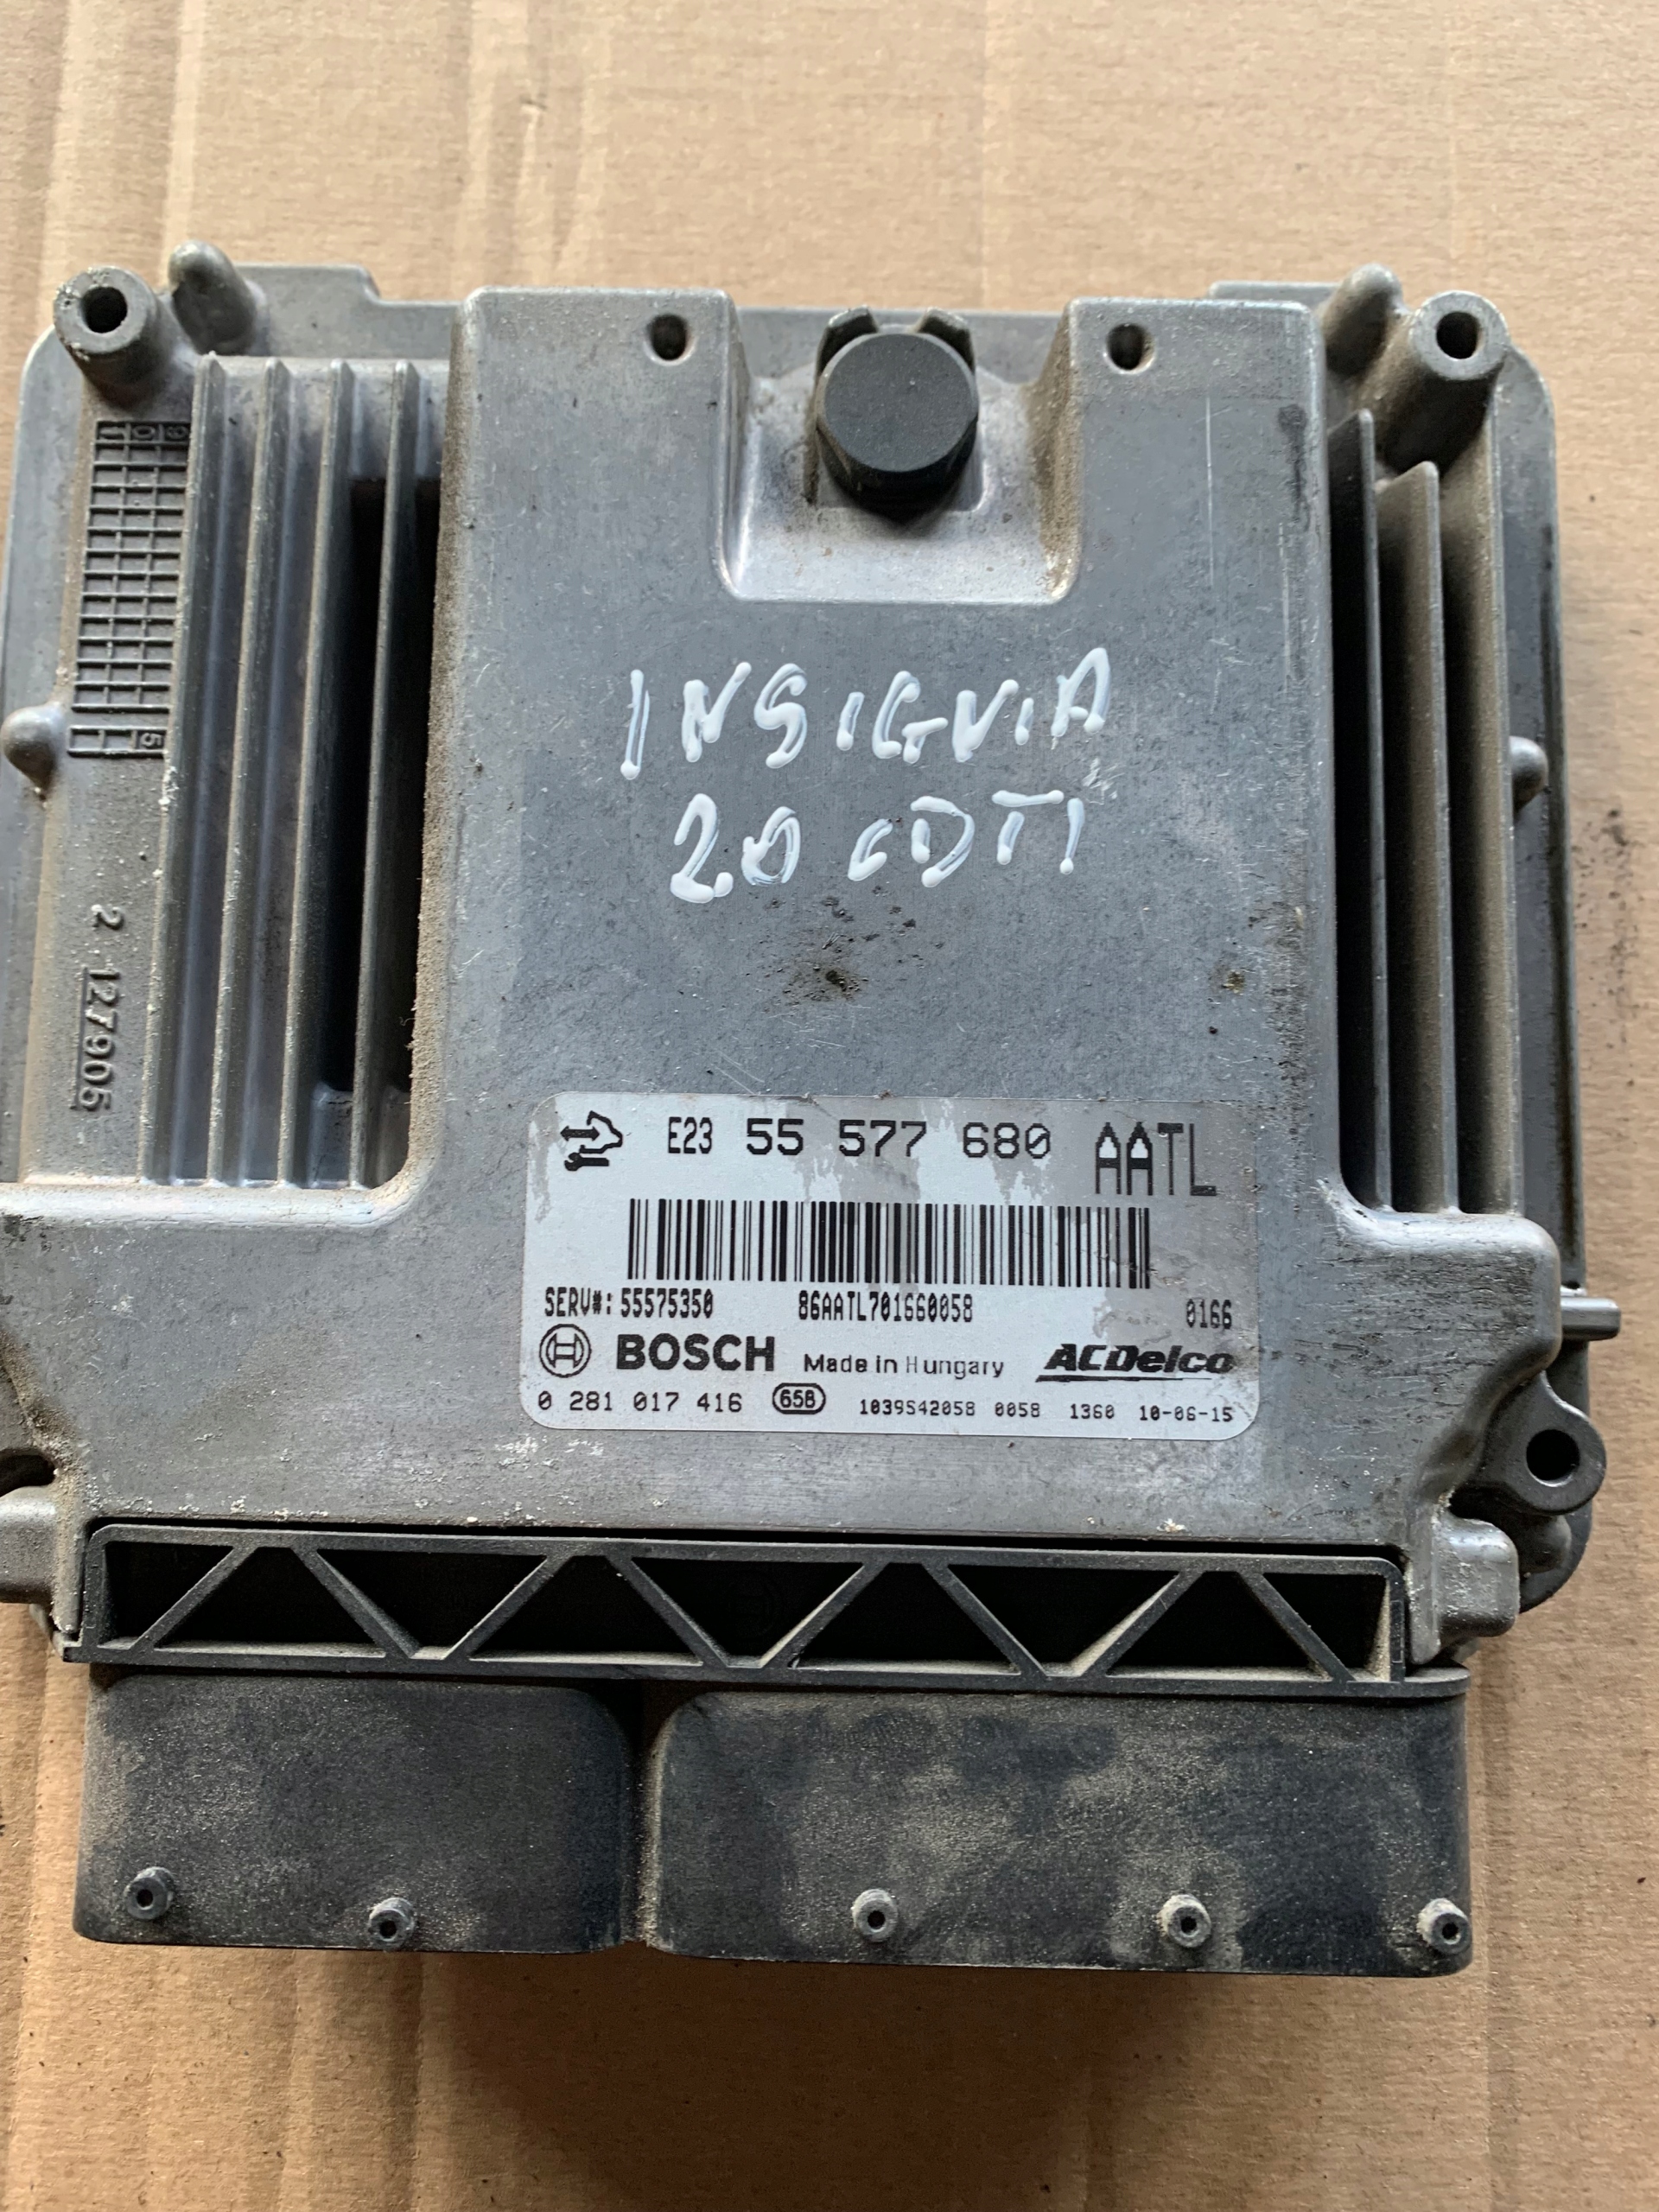 INSIGNIA
2.0 CDTI
2 127905
E23 55 577 680 AATL
SERV#: 55575350 86AATL701660058 0166
BOSCH Made in Hungary ACDelco
0 281 017 416 65B 1039S42058 0058 1360 10-06-15